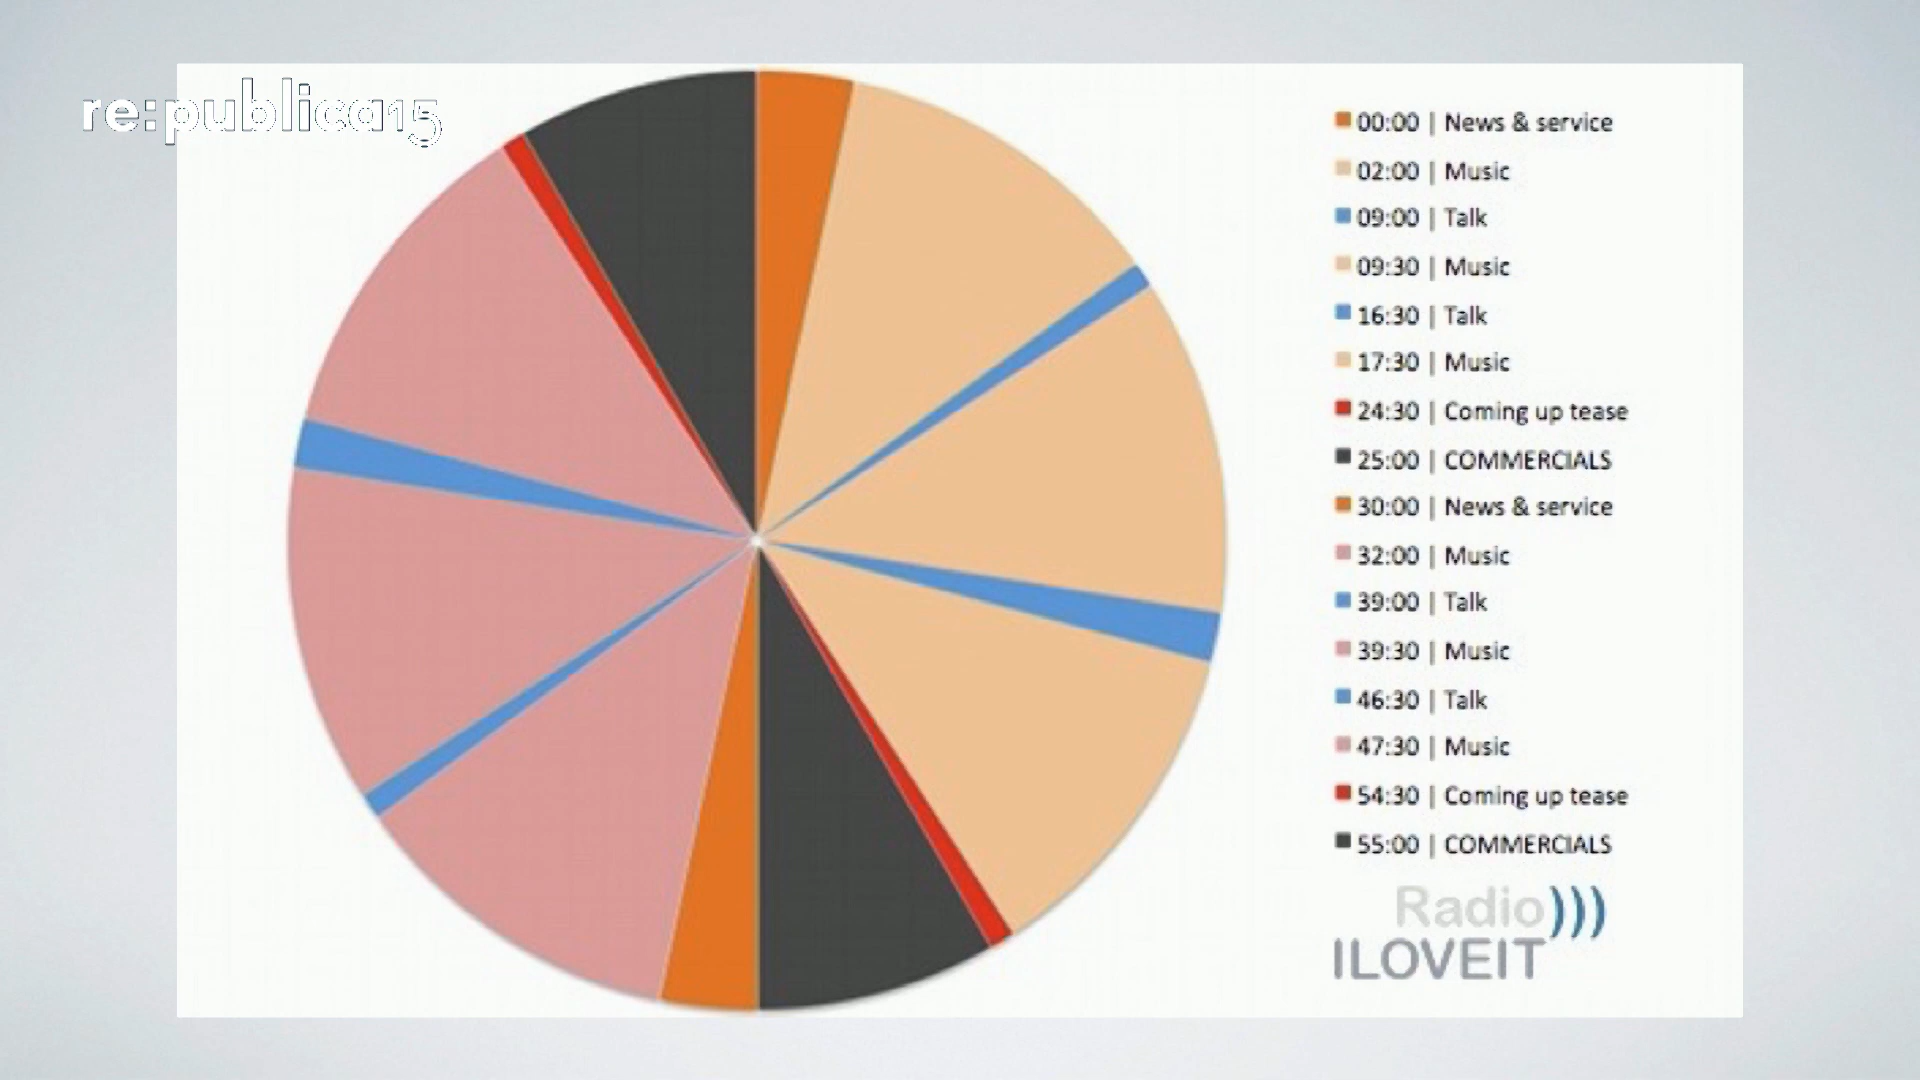 re:publica15
00:00 | News & service
02:00 | Music
09:00 | Talk
09:30 | Music
16:30 | Talk
17:30 | Music
24:30 | Coming up tease
25:00 | COMMERCIALS
30:00 | News & service
32:00 | Music
39:00 | Talk
39:30 | Music
46:30 | Talk
47:30 | Music
54:30 | Coming up tease
55:00 | COMMERCIALS
Radio)))
ILOVEIT